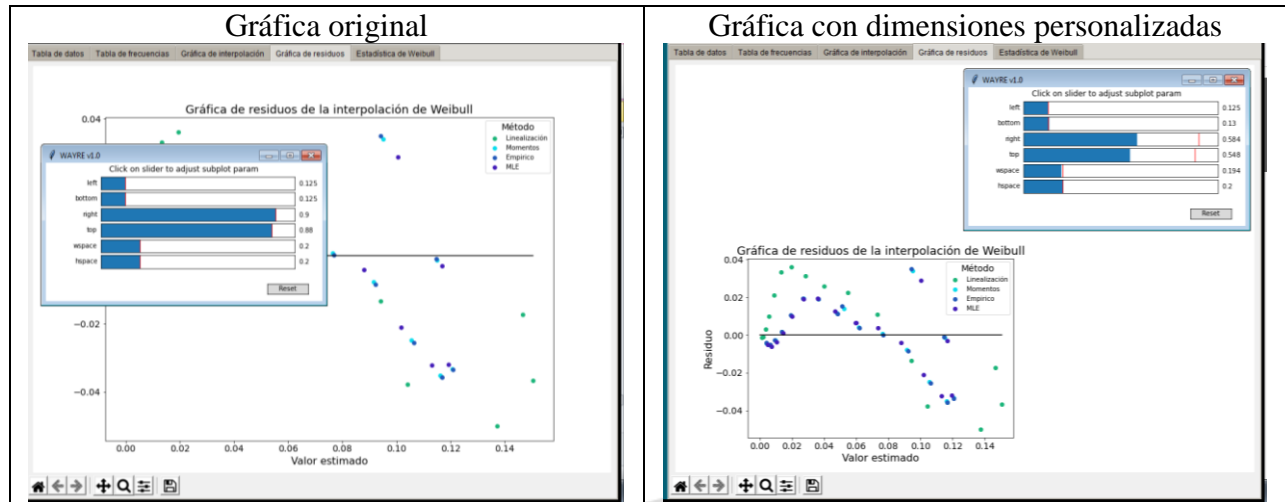 Gráfica original
Tabla de datos Tabla de frecuencias Gráfica de interpolación Gráfica de residuos Estadística de Weibull
Gráfica de residuos de la interpolación de Weibull
0.04
Método
Linealización
Momentos
Empirico
MLE
WAYRE v1.0
Click on slider to adjust subplot param
left 0.125
bottom 0.125
right 0.9
top 0.88
wspace 0.2
hspace 0.2
Reset
−0.02
−0.04
0.00 0.02 0.04 0.06 0.08 0.10 0.12 0.14
Valor estimado
Gráfica con dimensiones personalizadas
Tabla de datos Tabla de frecuencias Gráfica de interpolación Gráfica de residuos Estadística de Weibull
WAYRE v1.0
Click on slider to adjust subplot param
left 0.125
bottom 0.13
right 0.584
top 0.548
wspace 0.194
hspace 0.2
Reset
Gráfica de residuos de la interpolación de Weibull
0.04
Método
Linealización
Momentos
Empirico
MLE
0.02
0.00
−0.02
−0.04
Residuo
0.00 0.02 0.04 0.06 0.08 0.10 0.12 0.14
Valor estimado